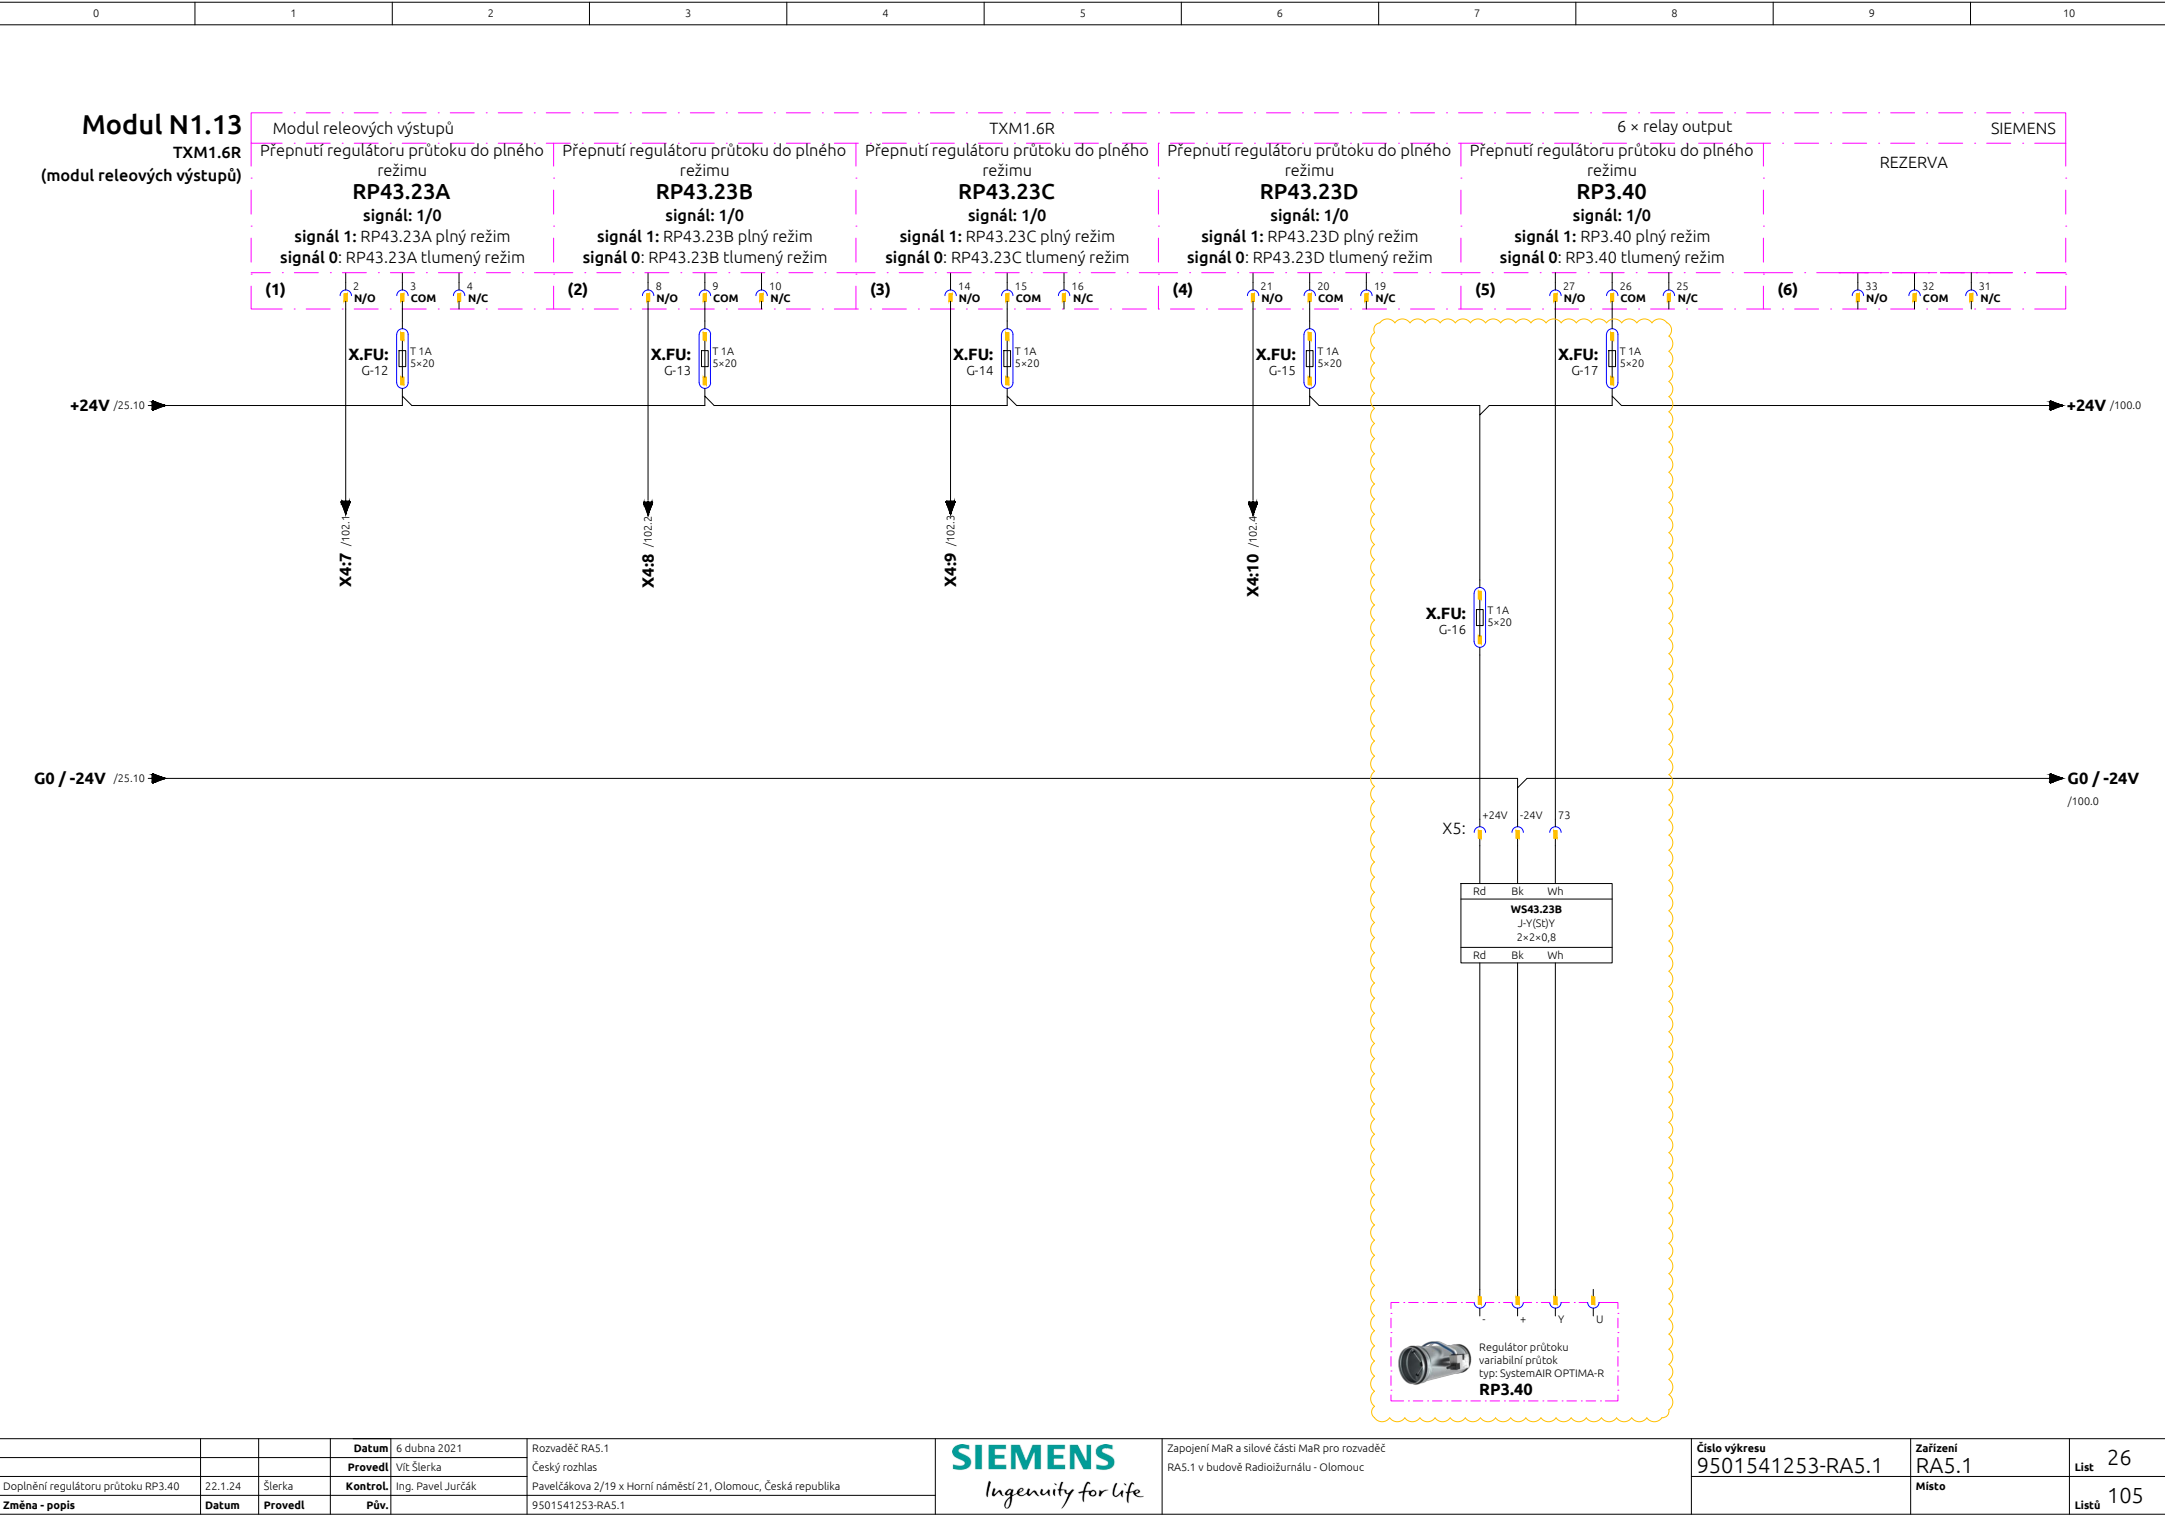 0 1 2 3 4 5 6 7 8 9 10
Modul N1.13
TXM1.6R
(modul releových výstupů)
Modul releových výstupů TXM1.6R 6 × relay output SIEMENS
Přepnutí regulátoru průtoku do plného
režimu
RP43.23A
signál: 1/0
signál 1: RP43.23A plný režim
signál 0: RP43.23A tlumený režim
Přepnutí regulátoru průtoku do plného
režimu
RP43.23B
signál: 1/0
signál 1: RP43.23B plný režim
signál 0: RP43.23B tlumený režim
Přepnutí regulátoru průtoku do plného
režimu
RP43.23C
signál: 1/0
signál 1: RP43.23C plný režim
signál 0: RP43.23C tlumený režim
Přepnutí regulátoru průtoku do plného
režimu
RP43.23D
signál: 1/0
signál 1: RP43.23D plný režim
signál 0: RP43.23D tlumený režim
Přepnutí regulátoru průtoku do plného
režimu
RP3.40
signál: 1/0
signál 1: RP3.40 plný režim
signál 0: RP3.40 tlumený režim
REZERVA
(1) 2 N/O 3 COM 4 N/C
(2) 8 N/O 9 COM 10 N/C
(3) 14 N/O 15 COM 16 N/C
(4) 21 N/O 20 COM 19 N/C
(5) 27 N/O 26 COM 25 N/C
(6) 33 N/O 32 COM 31 N/C
X.FU: T 1A
G-12 5×20
X.FU: T 1A
G-13 5×20
X.FU: T 1A
G-14 5×20
X.FU: T 1A
G-15 5×20
X.FU: T 1A
G-17 5×20
+24V /25.10
+24V /100.0
X4:7 /102.1
X4:8 /102.2
X4:9 /102.3
X4:10 /102.4
X.FU: T 1A
G-16 5×20
G0 / -24V /25.10
G0 / -24V
/100.0
X5: +24V -24V 73
Rd Bk Wh
WS43.23B
J-Y(St)Y
2×2×0,8
Rd Bk Wh
- + Y U
Regulátor průtoku
variabilní průtok
typ: SystemAIR OPTIMA-R
RP3.40
Datum 6 dubna 2021
Provedl Vít Šlerka
Doplnění regulátoru průtoku RP3.40 22.1.24 Šlerka Kontrol. Ing. Pavel Jurčák
Změna - popis Datum Provedl Pův.
Rozvaděč RA5.1
Český rozhlas
Pavelčákova 2/19 x Horní náměstí 21, Olomouc, Česká republika
9501541253-RA5.1
SIEMENS
Ingenuity for life
Zapojení MaR a silové části MaR pro rozvaděč
RA5.1 v budově Radioižurnálu - Olomouc
Číslo výkresu
9501541253-RA5.1
Zařízení
RA5.1
Místo
List 26
Listů 105